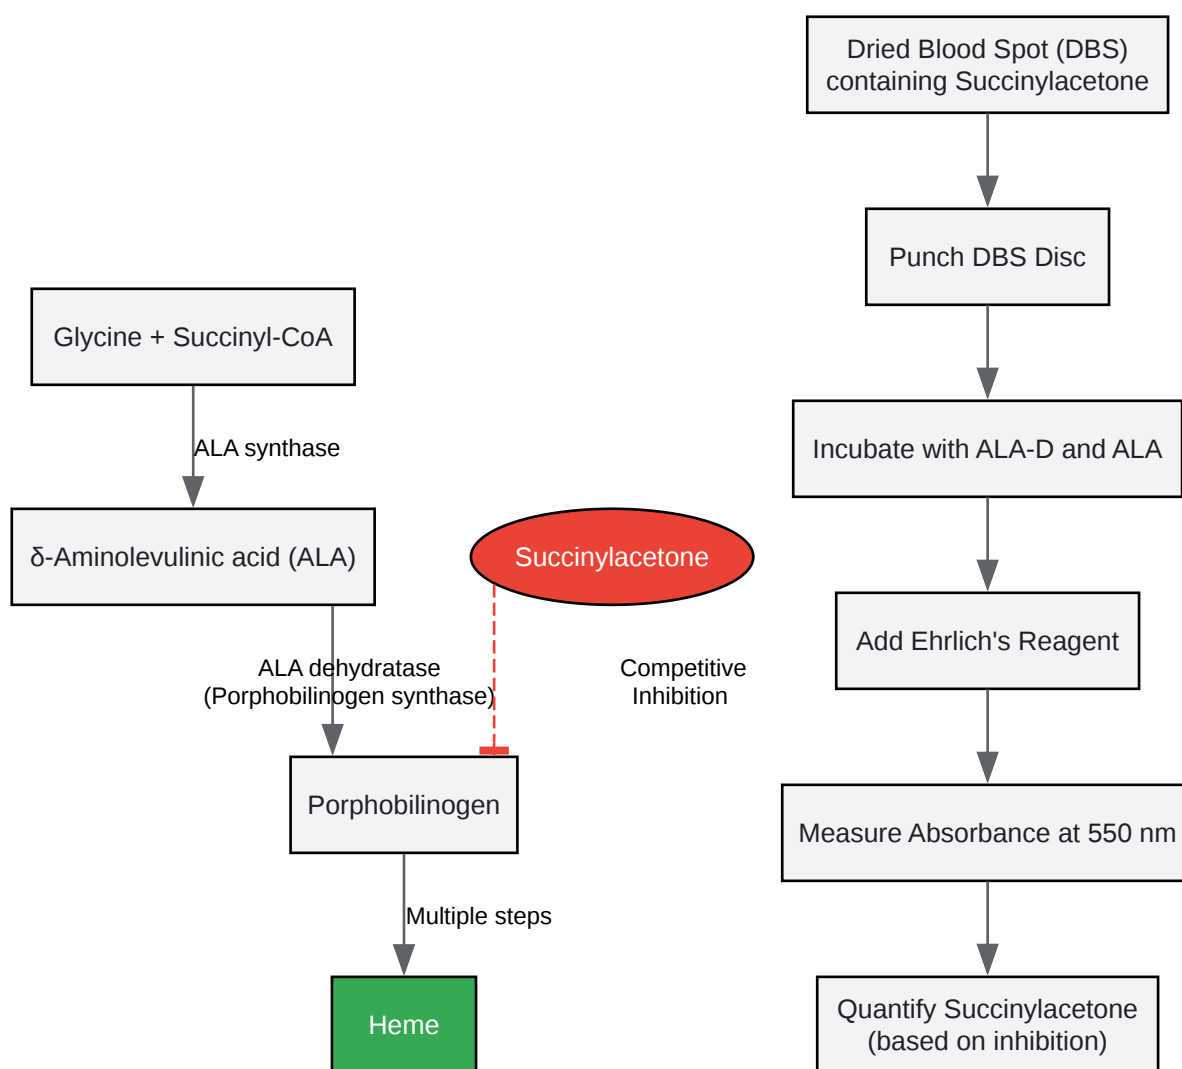 Glycine + Succinyl-CoA
ALA synthase
δ-Aminolevulinic acid (ALA)
Succinylacetone
ALA dehydratase
(Porphobilinogen synthase)
Competitive
Inhibition
Porphobilinogen
Multiple steps
Heme
Dried Blood Spot (DBS)
containing Succinylacetone
Punch DBS Disc
Incubate with ALA-D and ALA
Add Ehrlich's Reagent
Measure Absorbance at 550 nm
Quantify Succinylacetone
(based on inhibition)